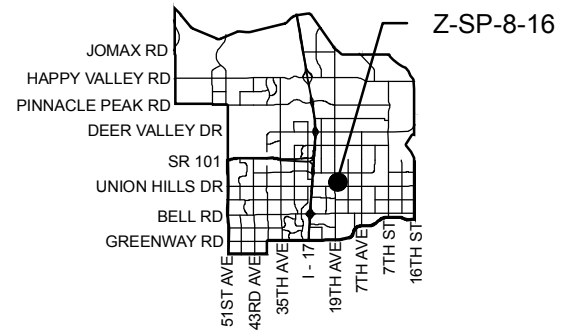 Z-SP-8-16
JOMAX RD
HAPPY VALLEY RD
PINNACLE PEAK RD
DEER VALLEY DR
SR 101
UNION HILLS DR
BELL RD
GREENWAY RD
51ST AVE
43RD AVE
35TH AVE
I - 17
19TH AVE
7TH AVE
7TH ST
16TH ST